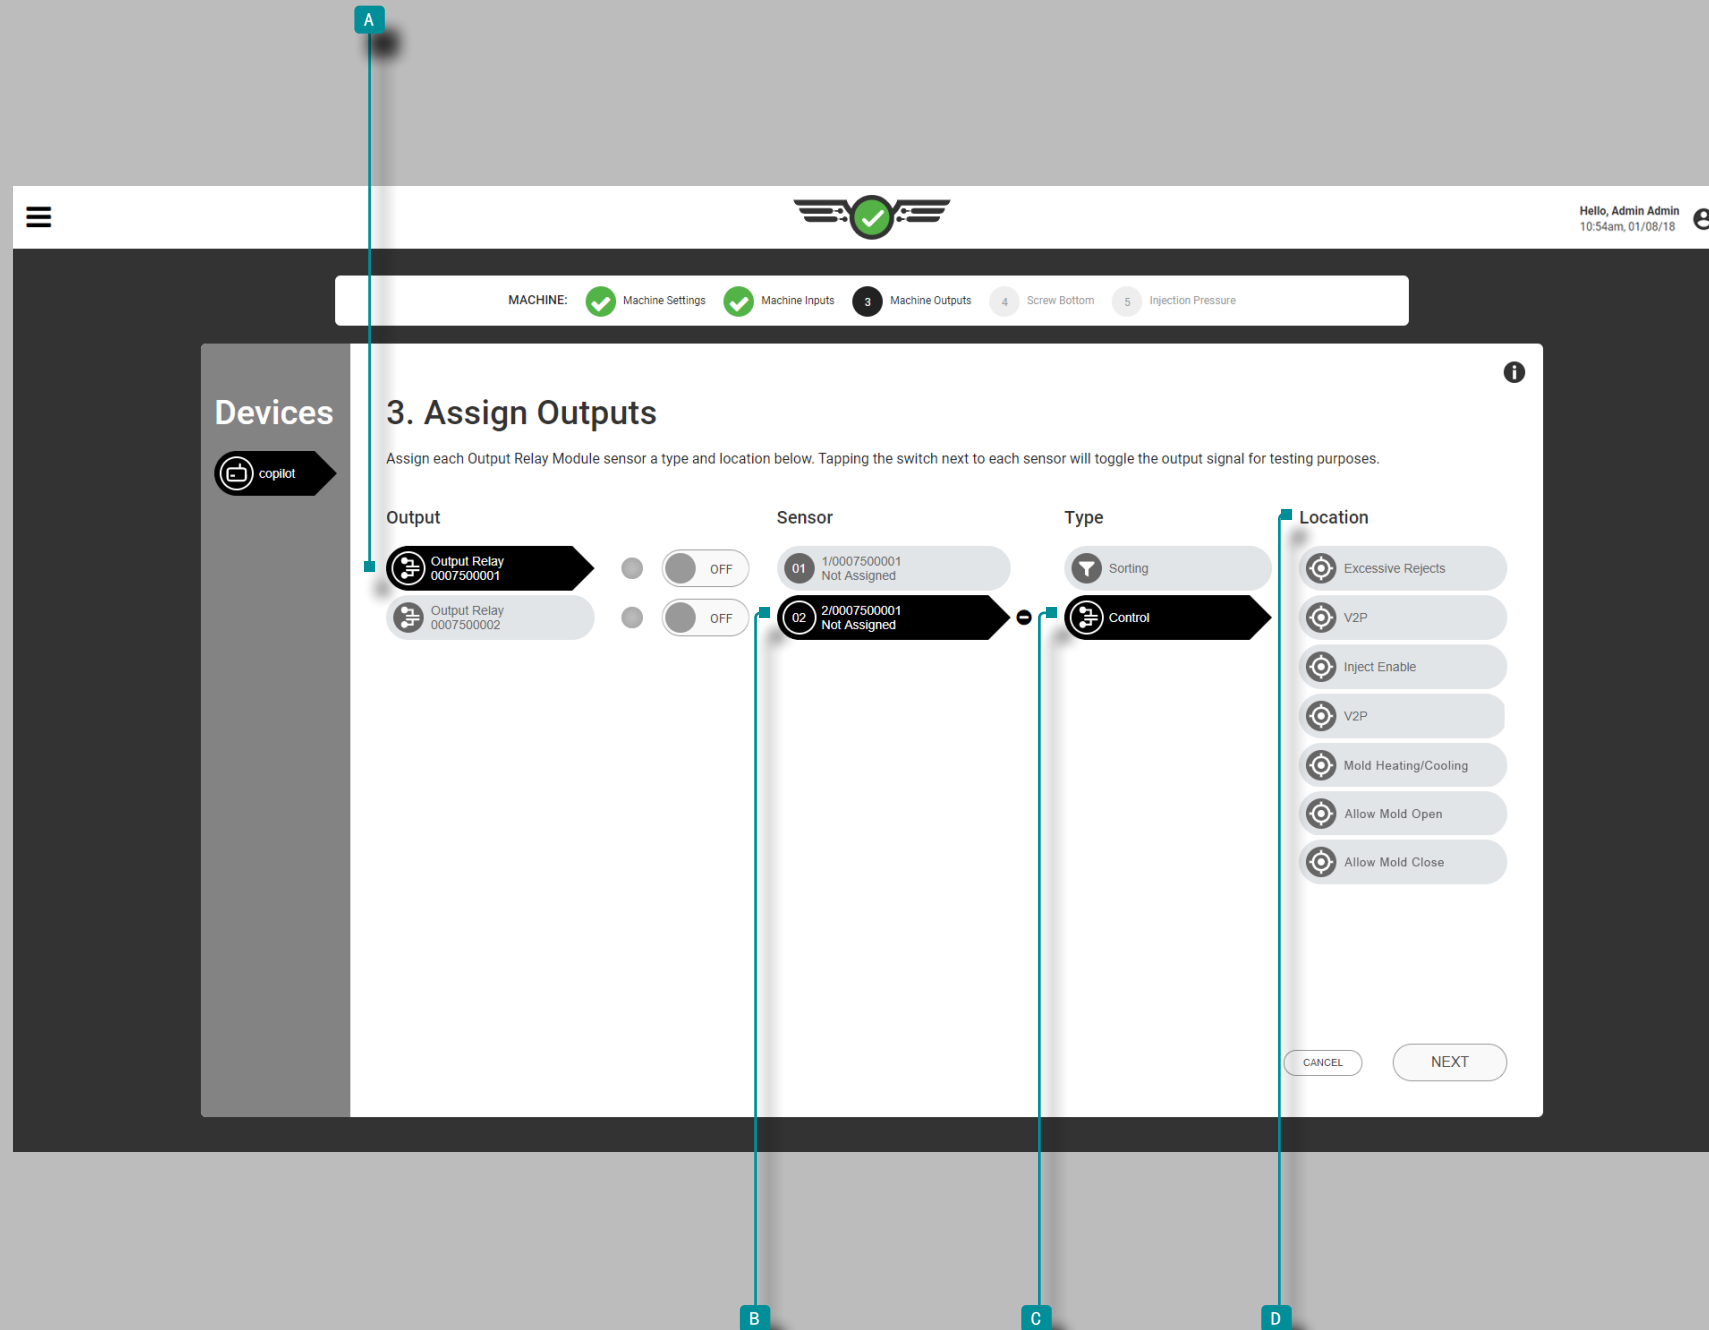 A
Hello, Admin Admin
10:54am, 01/08/18
MACHINE:
Machine Settings
Machine Inputs
3
Machine Outputs
4
Screw Bottom
5
Injection Pressure
Devices
copilot
3. Assign Outputs
Assign each Output Relay Module sensor a type and location below. Tapping the switch next to each sensor will toggle the output signal for testing purposes.
Output
Output Relay
0007500001
OFF
Output Relay
0007500002
OFF
Sensor
01
1/0007500001
Not Assigned
02
2/0007500001
Not Assigned
Type
Sorting
Control
Location
Excessive Rejects
V2P
Inject Enable
V2P
Mold Heating/Cooling
Allow Mold Open
Allow Mold Close
CANCEL
NEXT
B
C
D